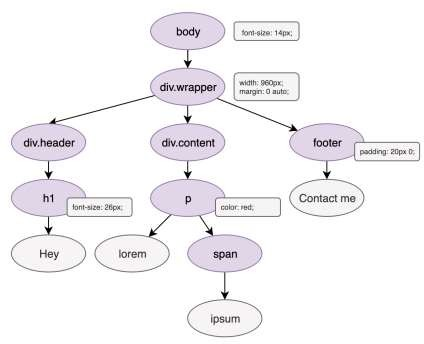 body
font-size: 14px;
div.wrapper
width: 960px;
margin: 0 auto;
div.header
div.content
footer
padding: 20px 0;
h1
font-size: 26px;
p
color: red;
Contact me
Hey
lorem
span
ipsum